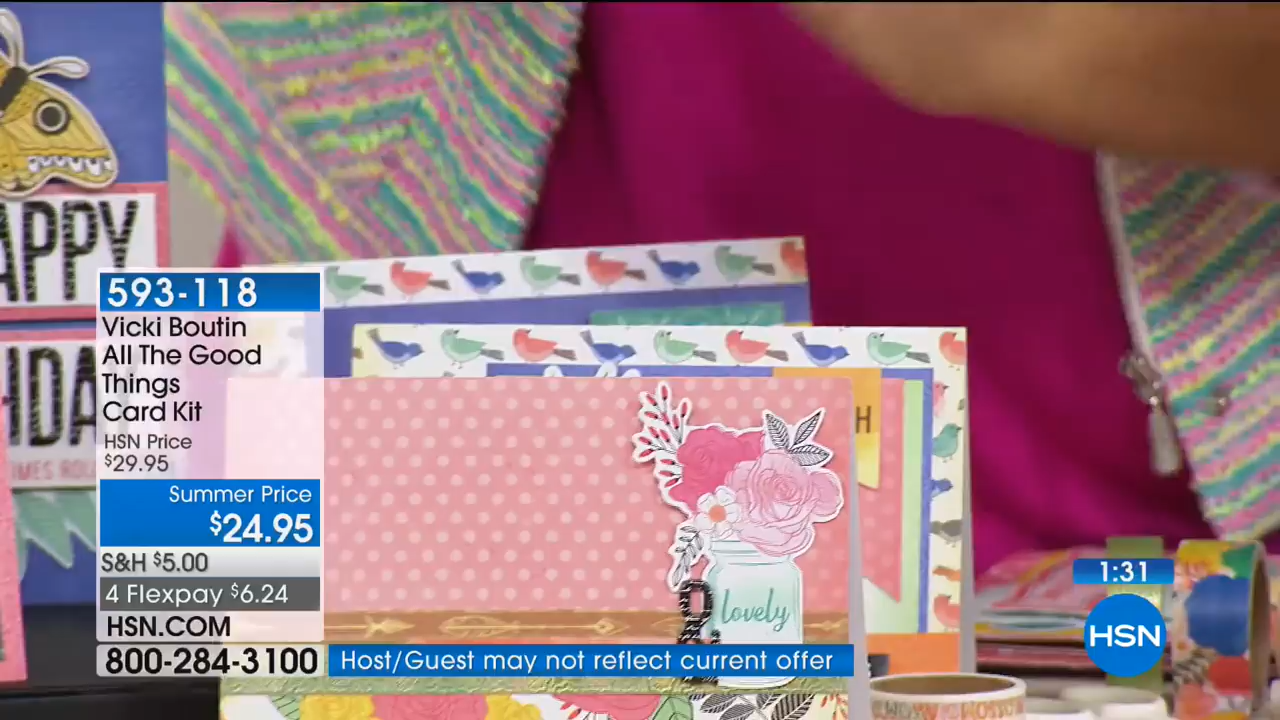 APPY
IDA
IMES ROU
593-118
Vicki Boutin
All The Good
Things
Card Kit
HSN Price
$29.95
Summer Price
$24.95
S&H $5.00
4 Flexpay $6.24
HSN.COM
800-284-3100
Host/Guest may not reflect current offer
H
lovely
1:31
HSN